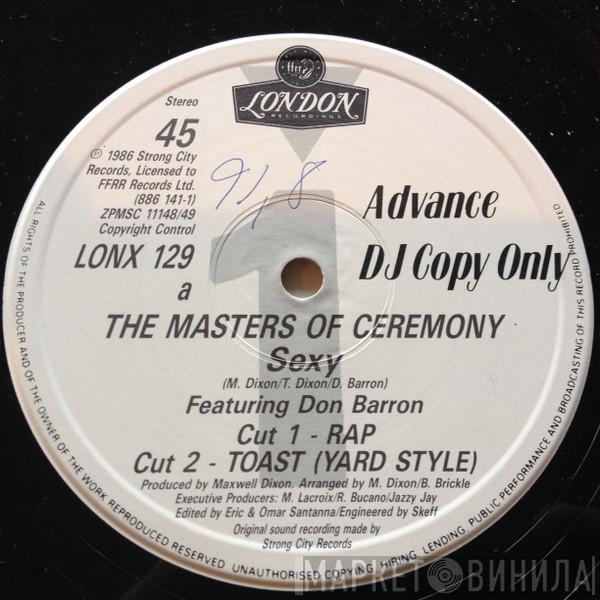 ffrr
LONDON
RECORDINGS
Stereo
45
℗ 1986 Strong City
Records, Licensed to
FFRR Records Ltd.
(886 141-1)
ZPMSC 11148/49
Copyright Control
91,8
Advance
DJ Copy Only
LONX 129
a
1
THE MASTERS OF CEREMONY
Sexy
(M. Dixon/T. Dixon/D. Barron)
Featuring Don Barron
Cut 1 - RAP
Cut 2 - TOAST (YARD STYLE)
Produced by Maxwell Dixon. Arranged by M. Dixon/B. Brickle
Executive Producers: M. Lacroix/R. Bucano/Jazzy Jay
Edited by Eric & Omar Santanna/Engineered by Skeff
Original sound recording made by
Strong City Records
ALL RIGHTS OF THE PRODUCER AND OF THE OWNER OF THE WORK REPRODUCED RESERVED. UNAUTHORISED COPYING, HIRING, LENDING, PUBLIC PERFORMANCE AND BROADCASTING OF THIS RECORD PROHIBITED
МАРКЕТ ВИНИЛА